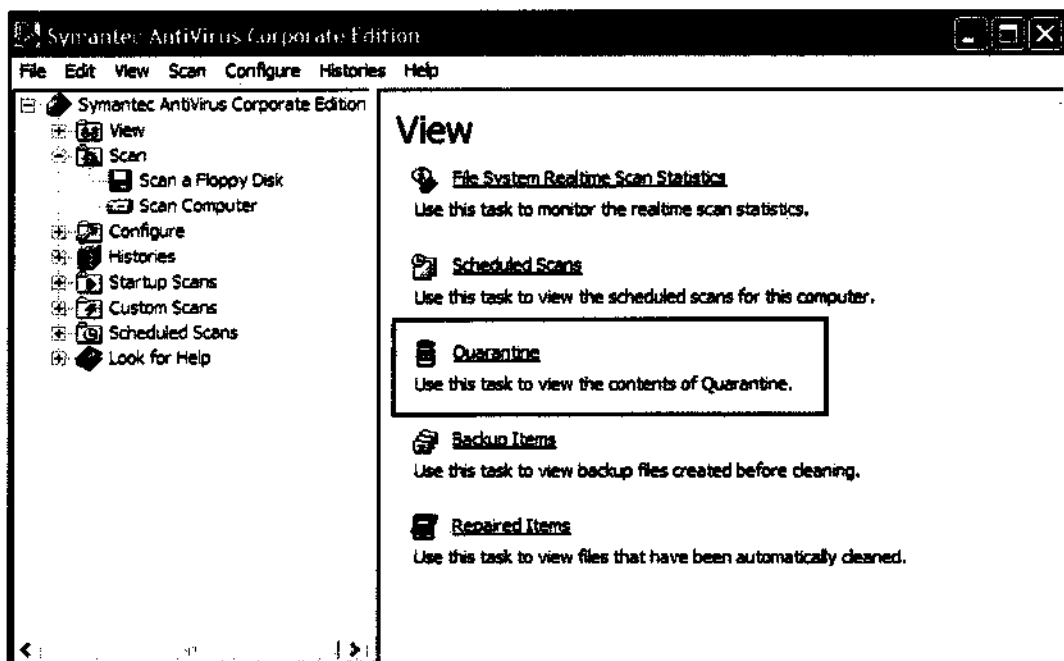 Symantec AntiVirus Corporate Edition
File Edit View Scan Configure Histories Help
Symantec AntiVirus Corporate Edition
View
Scan
Scan a Floppy Disk
Scan Computer
Configure
Histories
Startup Scans
Custom Scans
Scheduled Scans
Look for Help
View
File System Realtime Scan Statistics
Use this task to monitor the realtime scan statistics.
Scheduled Scans
Use this task to view the scheduled scans for this computer.
Quarantine
Use this task to view the contents of Quarantine.
Backup Items
Use this task to view backup files created before cleaning.
Repaired Items
Use this task to view files that have been automatically cleaned.